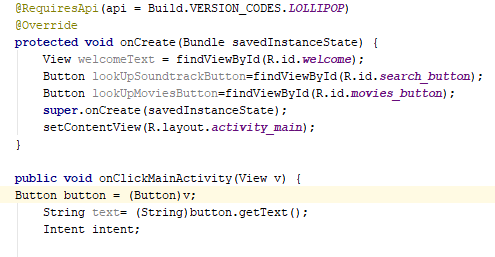 @RequiresApi(api = Build.VERSION_CODES.LOLLIPOP)
@Override
protected void onCreate(Bundle savedInstanceState) {
    View welcomeText = findViewById(R.id.welcome);
    Button lookUpSoundtrackButton=findViewById(R.id.search_button);
    Button lookUpMoviesButton=findViewById(R.id.movies_button);
    super.onCreate(savedInstanceState);
    setContentView(R.layout.activity_main);
}
public void onClickMainActivity(View v) {
Button button = (Button)v;
    String text= (String)button.getText();
    Intent intent;